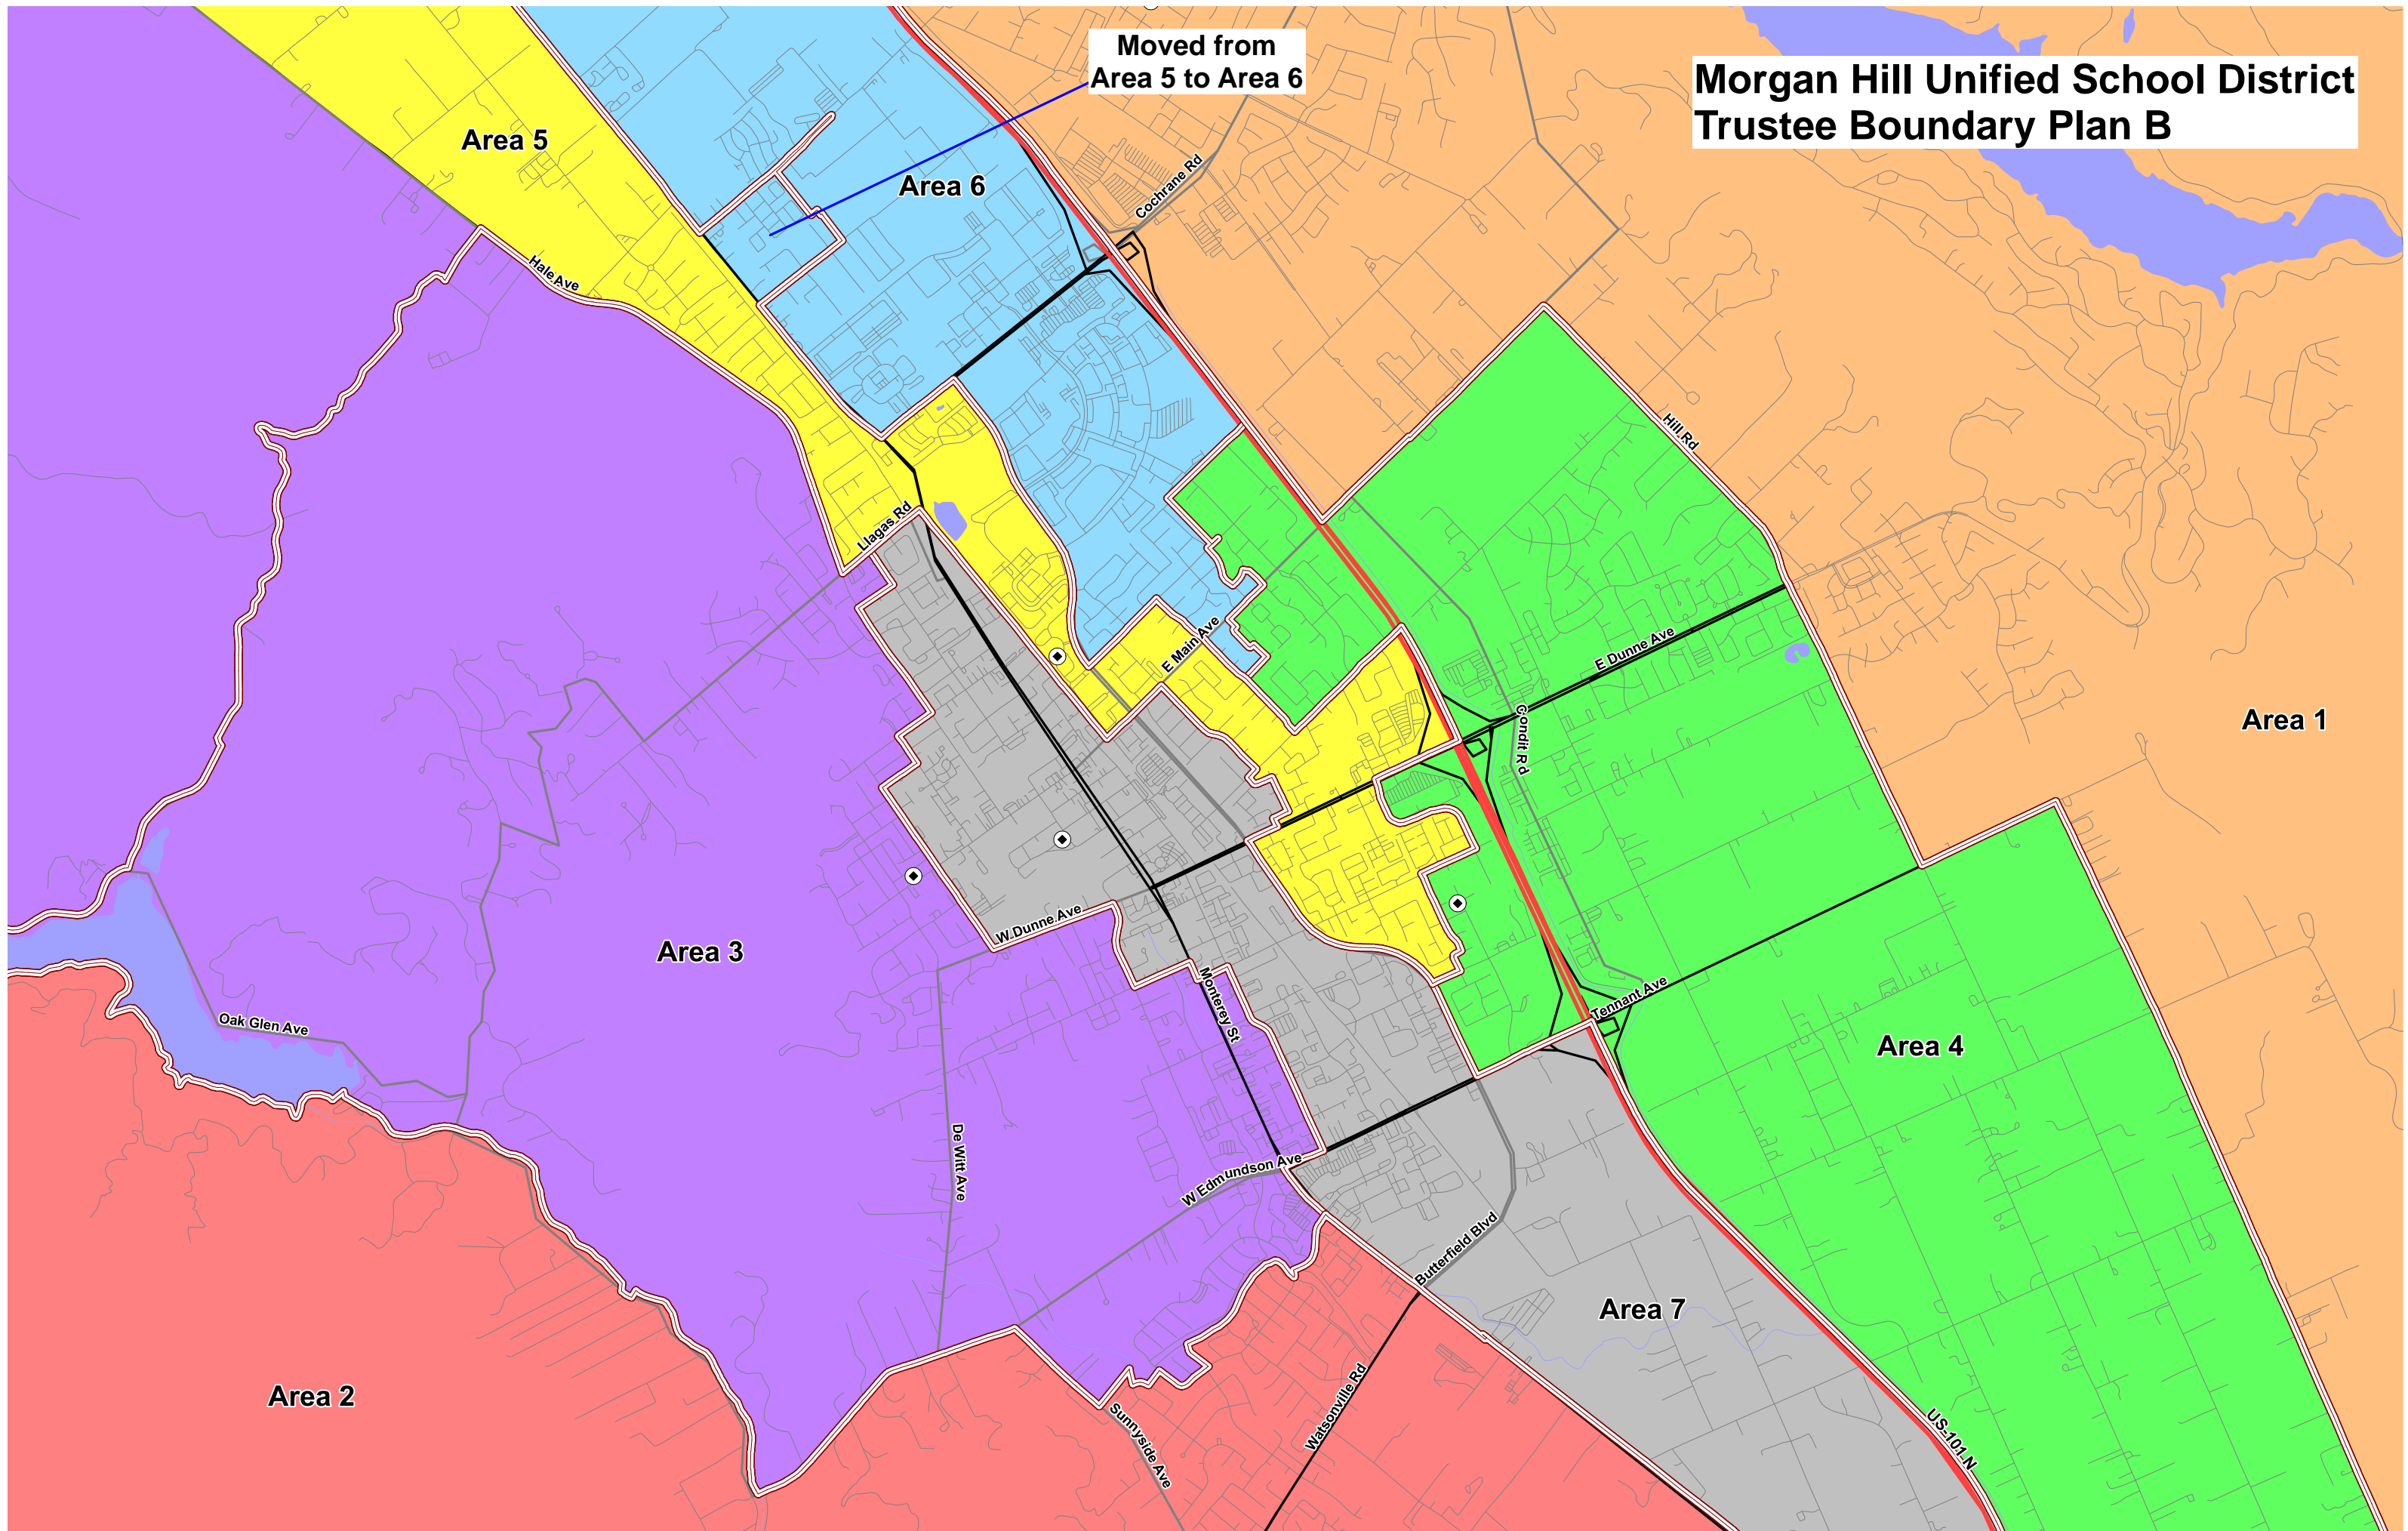 Moved from
Area 5 to Area 6
Morgan Hill Unified School District
Trustee Boundary Plan B
Area 5
Area 6
Cochrane Rd
Hale Ave
Hill Rd
Llagas Rd
E Main Ave
E Dunne Ave
Condit Rd
Area 1
W Dunne Ave
Area 3
Monterey St
Tennant Ave
Oak Glen Ave
Area 4
De Witt Ave
W Edmundson Ave
Butterfield Blvd
Area 7
Area 2
Sunnyside Ave
Watsonville Rd
US-101 N